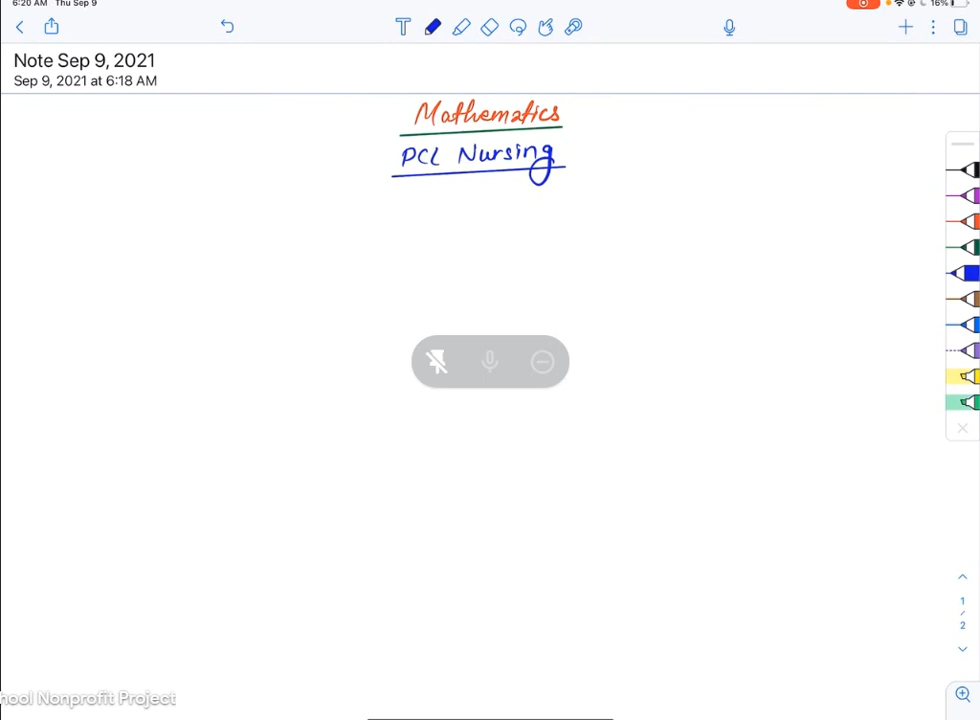 6:20 AM Thu Sep 9
16%
Note Sep 9, 2021
Sep 9, 2021 at 6:18 AM
Mathematics
PCL Nursing
1
/
2
hool Nonprofit Project